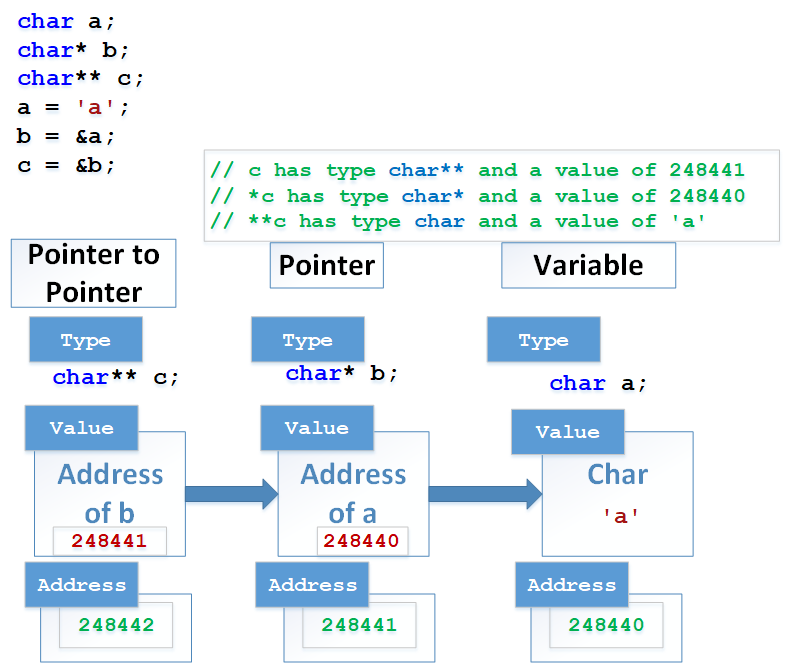 char a;
char* b;
char** c;
a = 'a';
b = &a;
c = &b;
// c has type char** and a value of 248441
// *c has type char* and a value of 248440
// **c has type char and a value of 'a'
Pointer to
Pointer
Pointer
Variable
Type
Type
Type
char** c;
char* b;
char a;
Value
Value
Value
Address
of b
248441
Address
of a
248440
Char
'a'
Address
Address
Address
248442
248441
248440